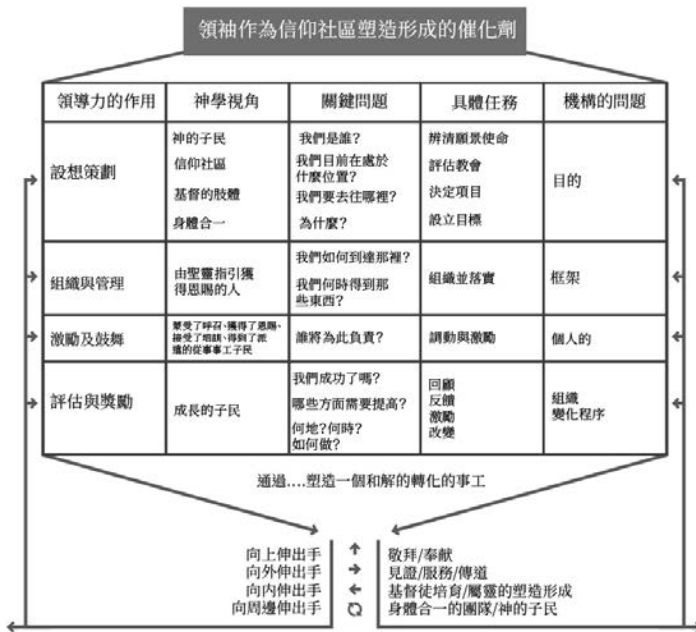 領袖作為信仰社區塑造形成的催化劑
領導力的作用 神學視角 關鍵問題 具體任務 機構的問題
設想策劃
神的子民
信仰社區
基督的肢體
身體合一
我們是誰?
我們目前在處於
什麼位置?
我們要去往哪裡?
為什麼?
辨清願景使命
評估教會
決定項目
設立目標
目的
組織與管理
由聖靈指引獲
得恩賜的人
我們如何到達那裡?
我們何時得到那
些東西?
組織並落實
框架
激勵及鼓舞
蒙受了呼召、獲得了恩賜、
接受了培訓、得到了派
遣的從事事工子民
誰將為此負責?
調動與激勵
個人的
評估與獎勵
成長的子民
我們成功了嗎?
哪些方面需要提高?
何地?何時?
如何做?
回顧
反饋
激勵
改變
組織
變化程序
通過....塑造一個和解的轉化的事工
向上伸出手 敬拜/奉獻
向外伸出手 見證/服務/傳道
向內伸出手 基督徒培育/屬靈的塑造形成
向周邊伸出手 身體合一的團隊/神的子民